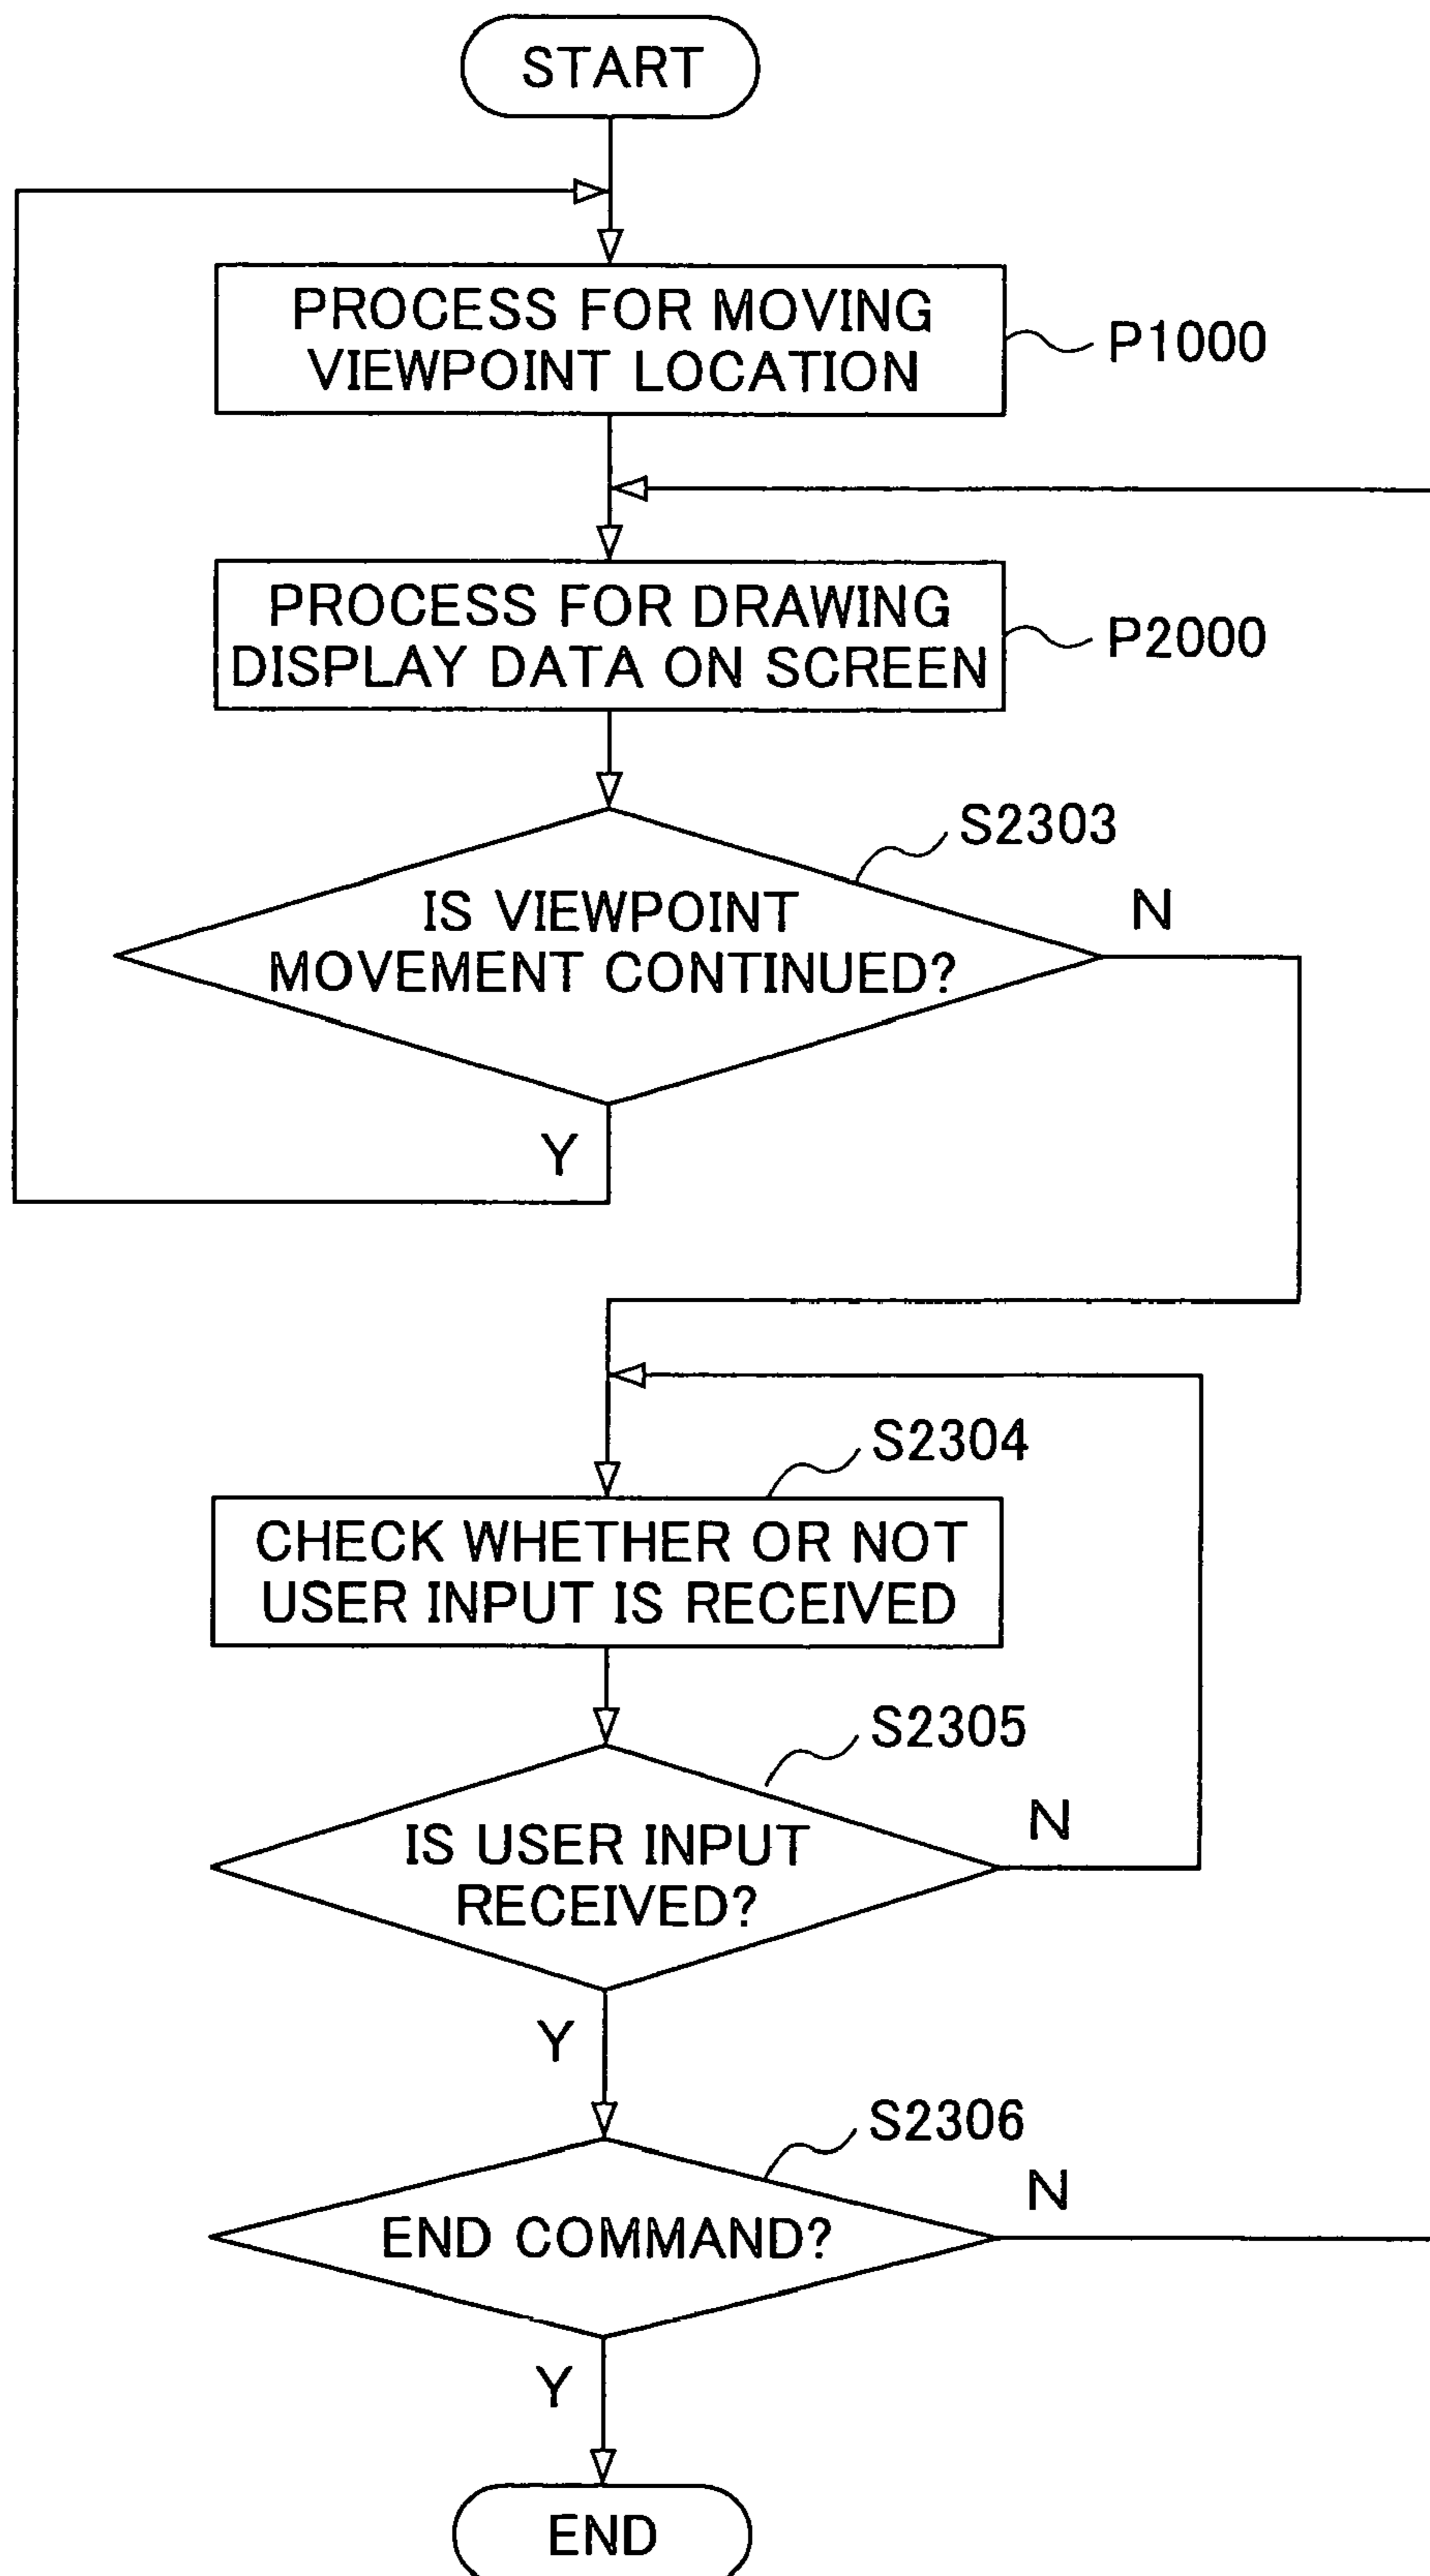 START
PROCESS FOR MOVING
VIEWPOINT LOCATION
P1000
PROCESS FOR DRAWING
DISPLAY DATA ON SCREEN
P2000
S2303
IS VIEWPOINT
MOVEMENT CONTINUED?
N
Y
S2304
CHECK WHETHER OR NOT
USER INPUT IS RECEIVED
S2305
IS USER INPUT
RECEIVED?
N
Y
S2306
END COMMAND?
N
Y
END